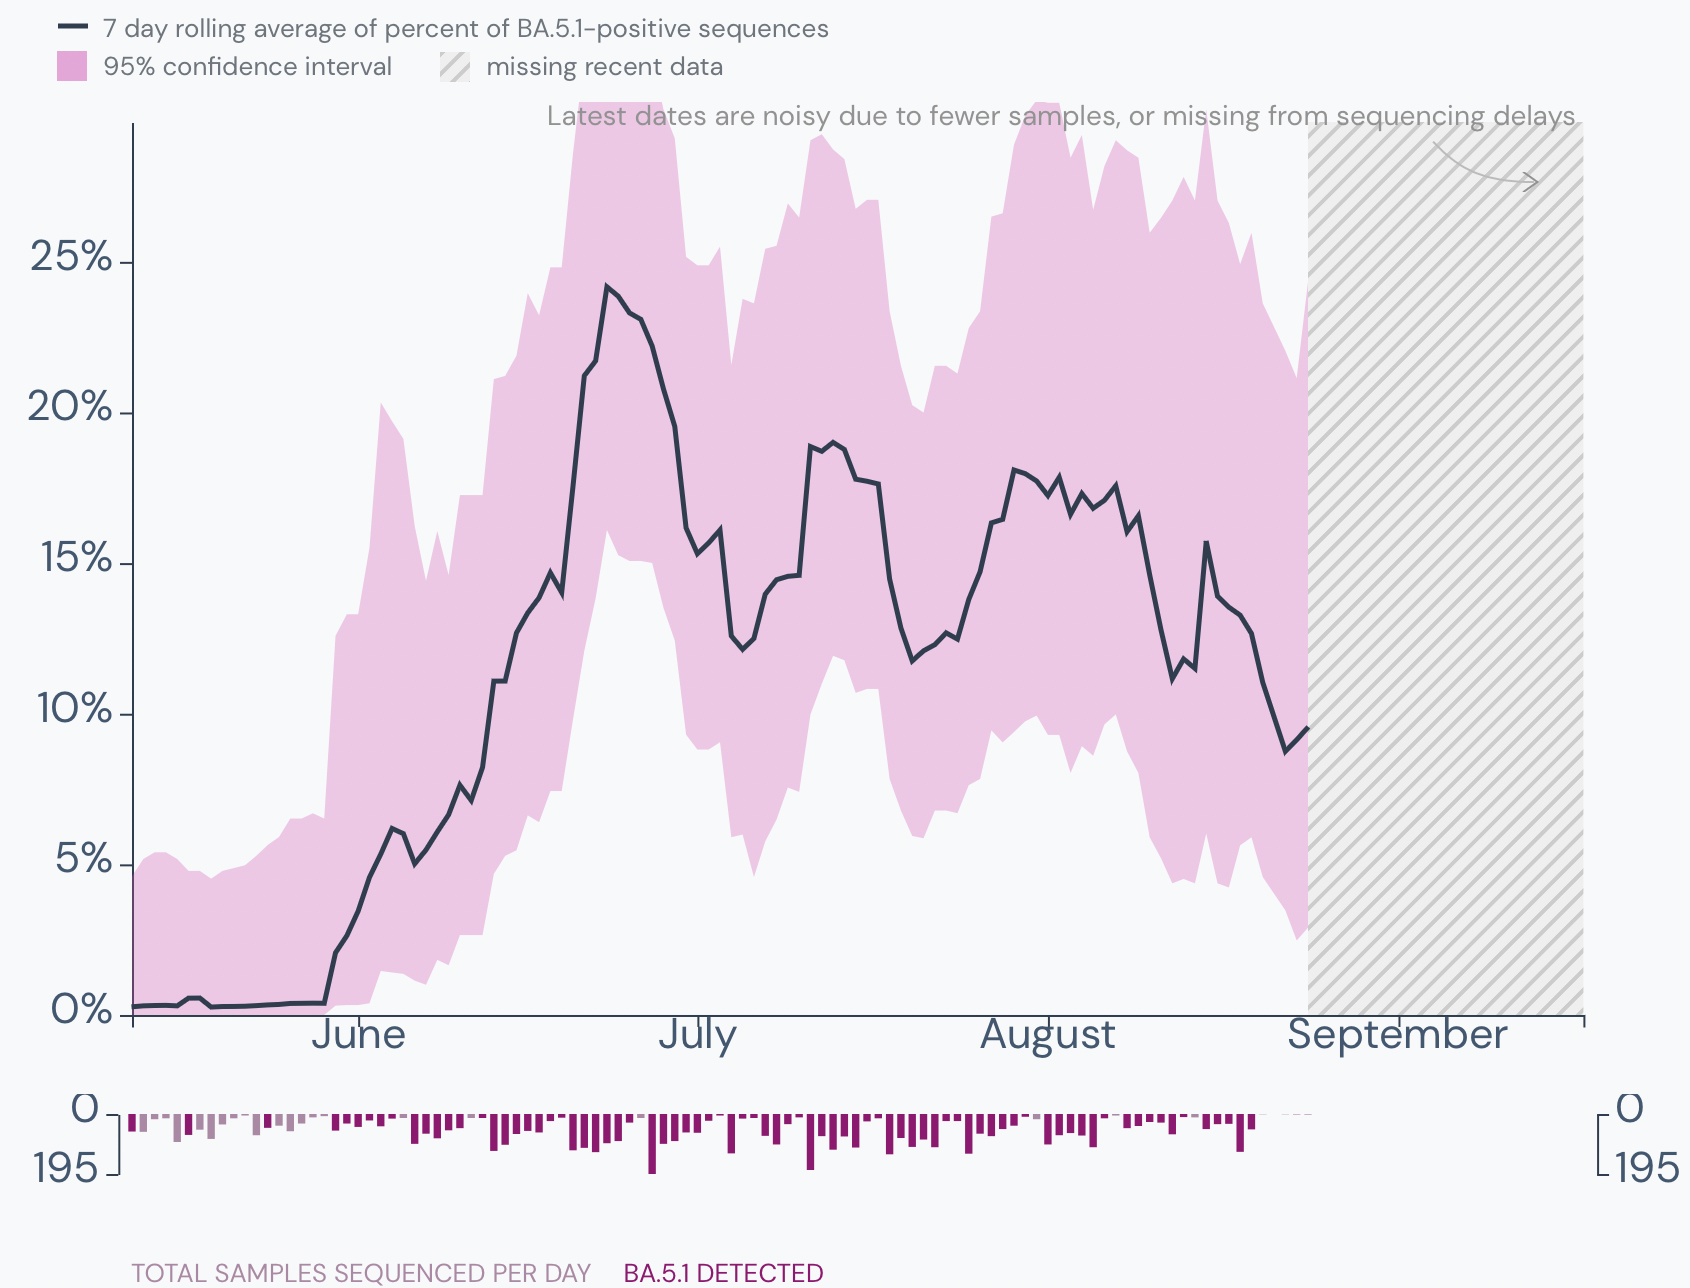 7 day rolling average of percent of BA.5.1-positive sequences
95% confidence interval missing recent data
Latest dates are noisy due to fewer samples, or missing from sequencing delays
25%
20%
15%
10%
5%
0%
June July August September
0 0
195 195
TOTAL SAMPLES SEQUENCED PER DAY BA.5.1 DETECTED